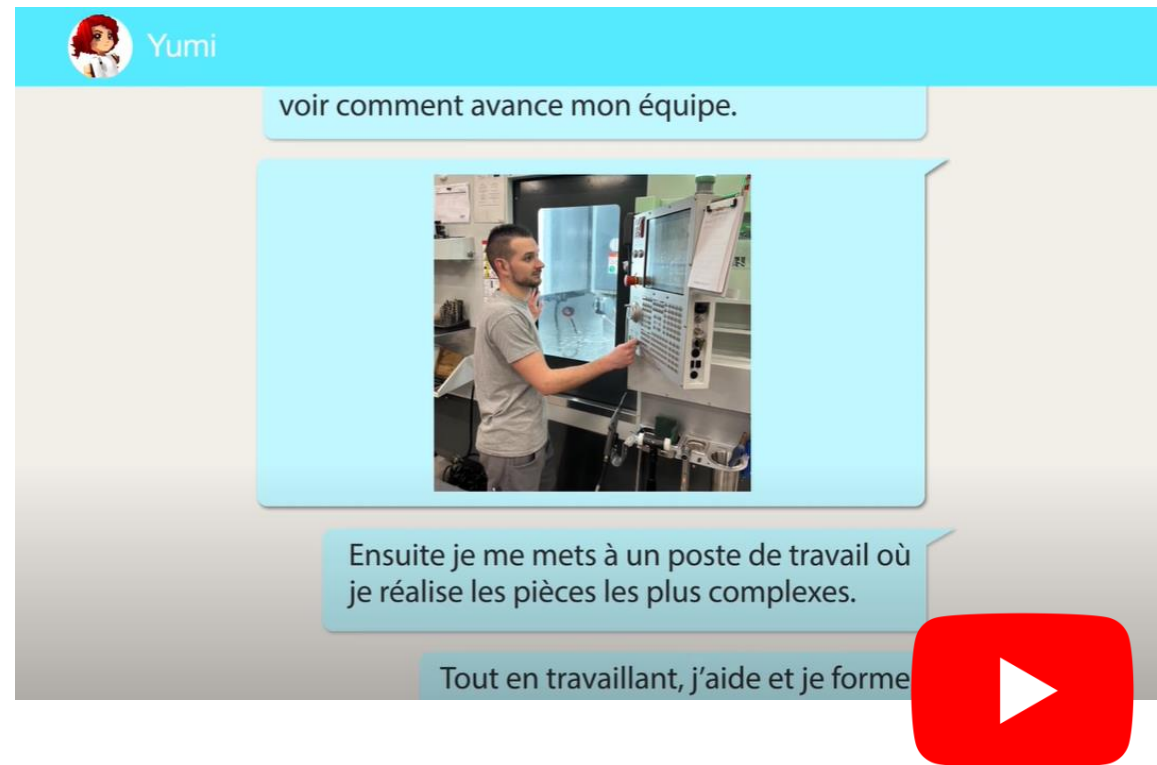 Yumi
voir comment avance mon équipe.
Ensuite je me mets à un poste de travail où
je réalise les pièces les plus complexes.
Tout en travaillant, j’aide et je forme